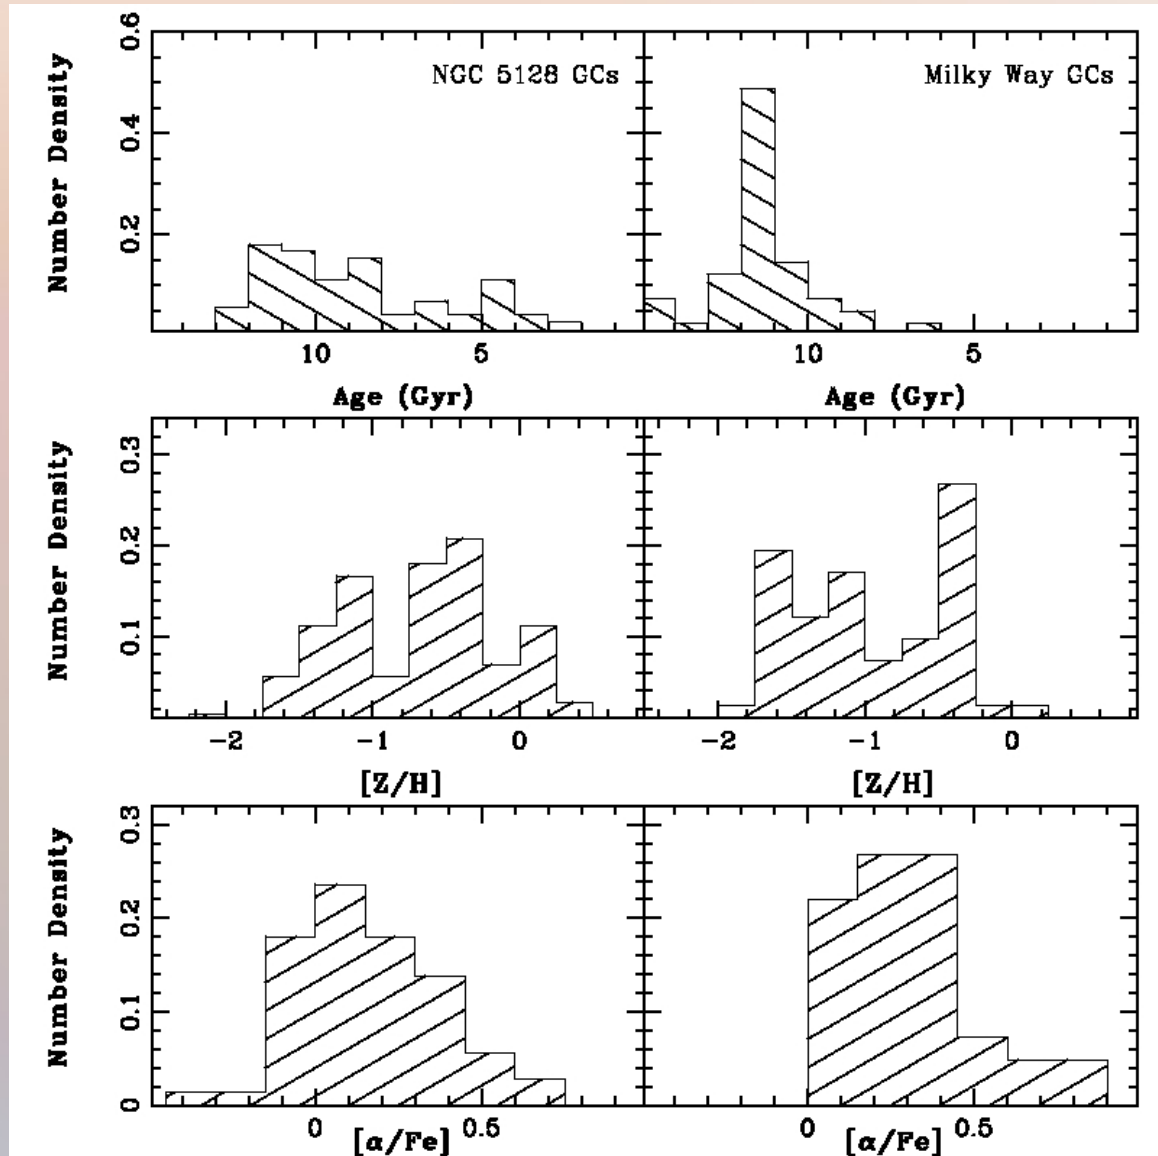 NGC 5128 GCs
Milky Way GCs
Number Density
0.6
0.4
0.2
10 5
10 5
Age (Gyr)
Age (Gyr)
Number Density
0.3
0.2
0.1
-2 -1 0
-2 -1 0
[Z/H]
[Z/H]
Number Density
0.3
0.2
0.1
0
0 0.5
0 0.5
[α/Fe]
[α/Fe]